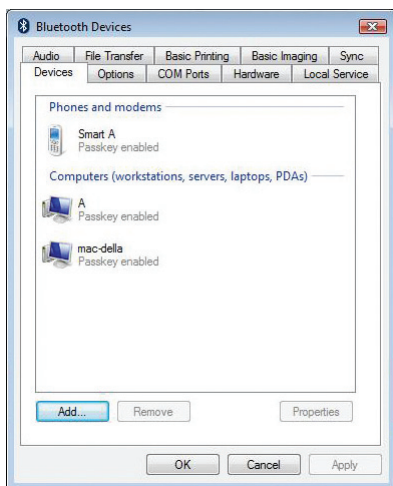 Bluetooth Devices
Audio File Transfer Basic Printing Basic Imaging Sync
Devices Options COM Ports Hardware Local Service
Phones and modems
Smart A
Passkey enabled
Computers (workstations, servers, laptops, PDAs)
A
Passkey enabled
mac-della
Passkey enabled
Add... Remove Properties
OK Cancel Apply